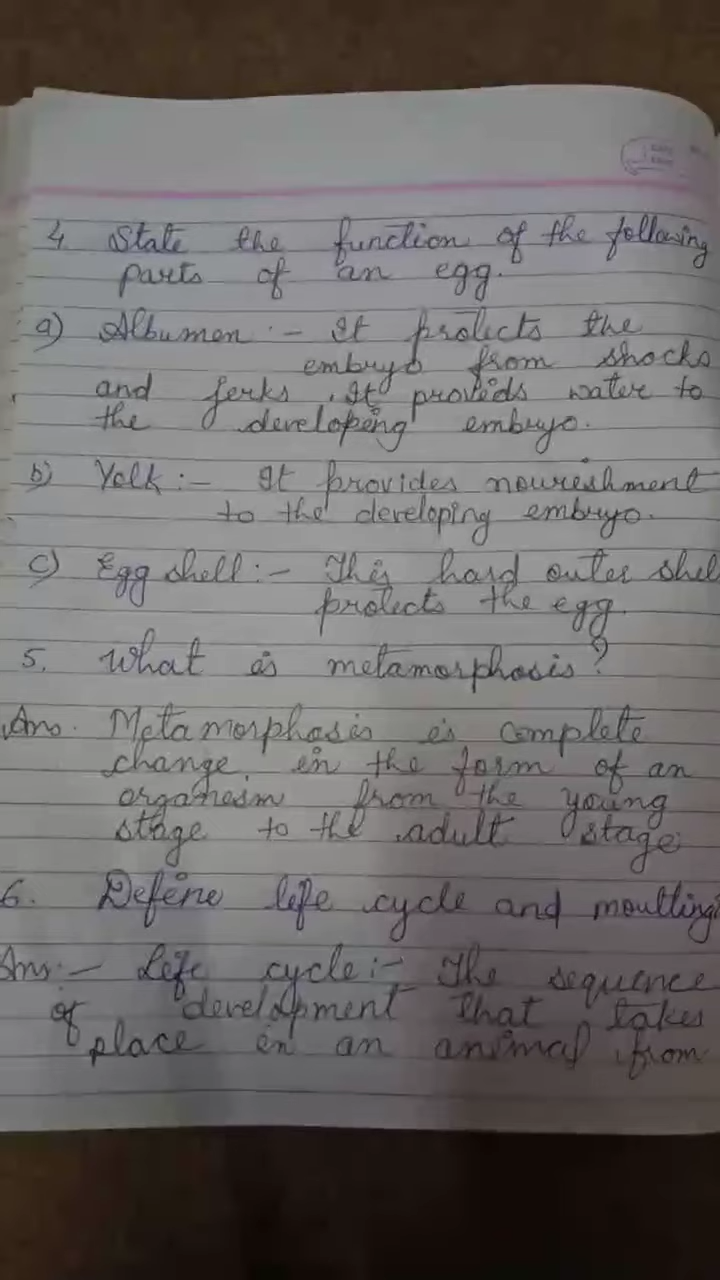 4 State the function of the following
parts of an egg.
a) Albumen :- It protects the
embryo from shocks
and jerks. It provids water to
the developing embryo.
b) Yolk :- It provides nourishment
to the developing embryo.
c) Egg shell :- This hard outer shel
protects the egg.
5. What is metamorphosis?
Ans. Metamorphosis is complete
change in the form of an
organism from the young
stage to the adult stage
6. Define life cycle and moulting
Ans :- Life cycle :- The sequence
of development that takes
place in an animal from